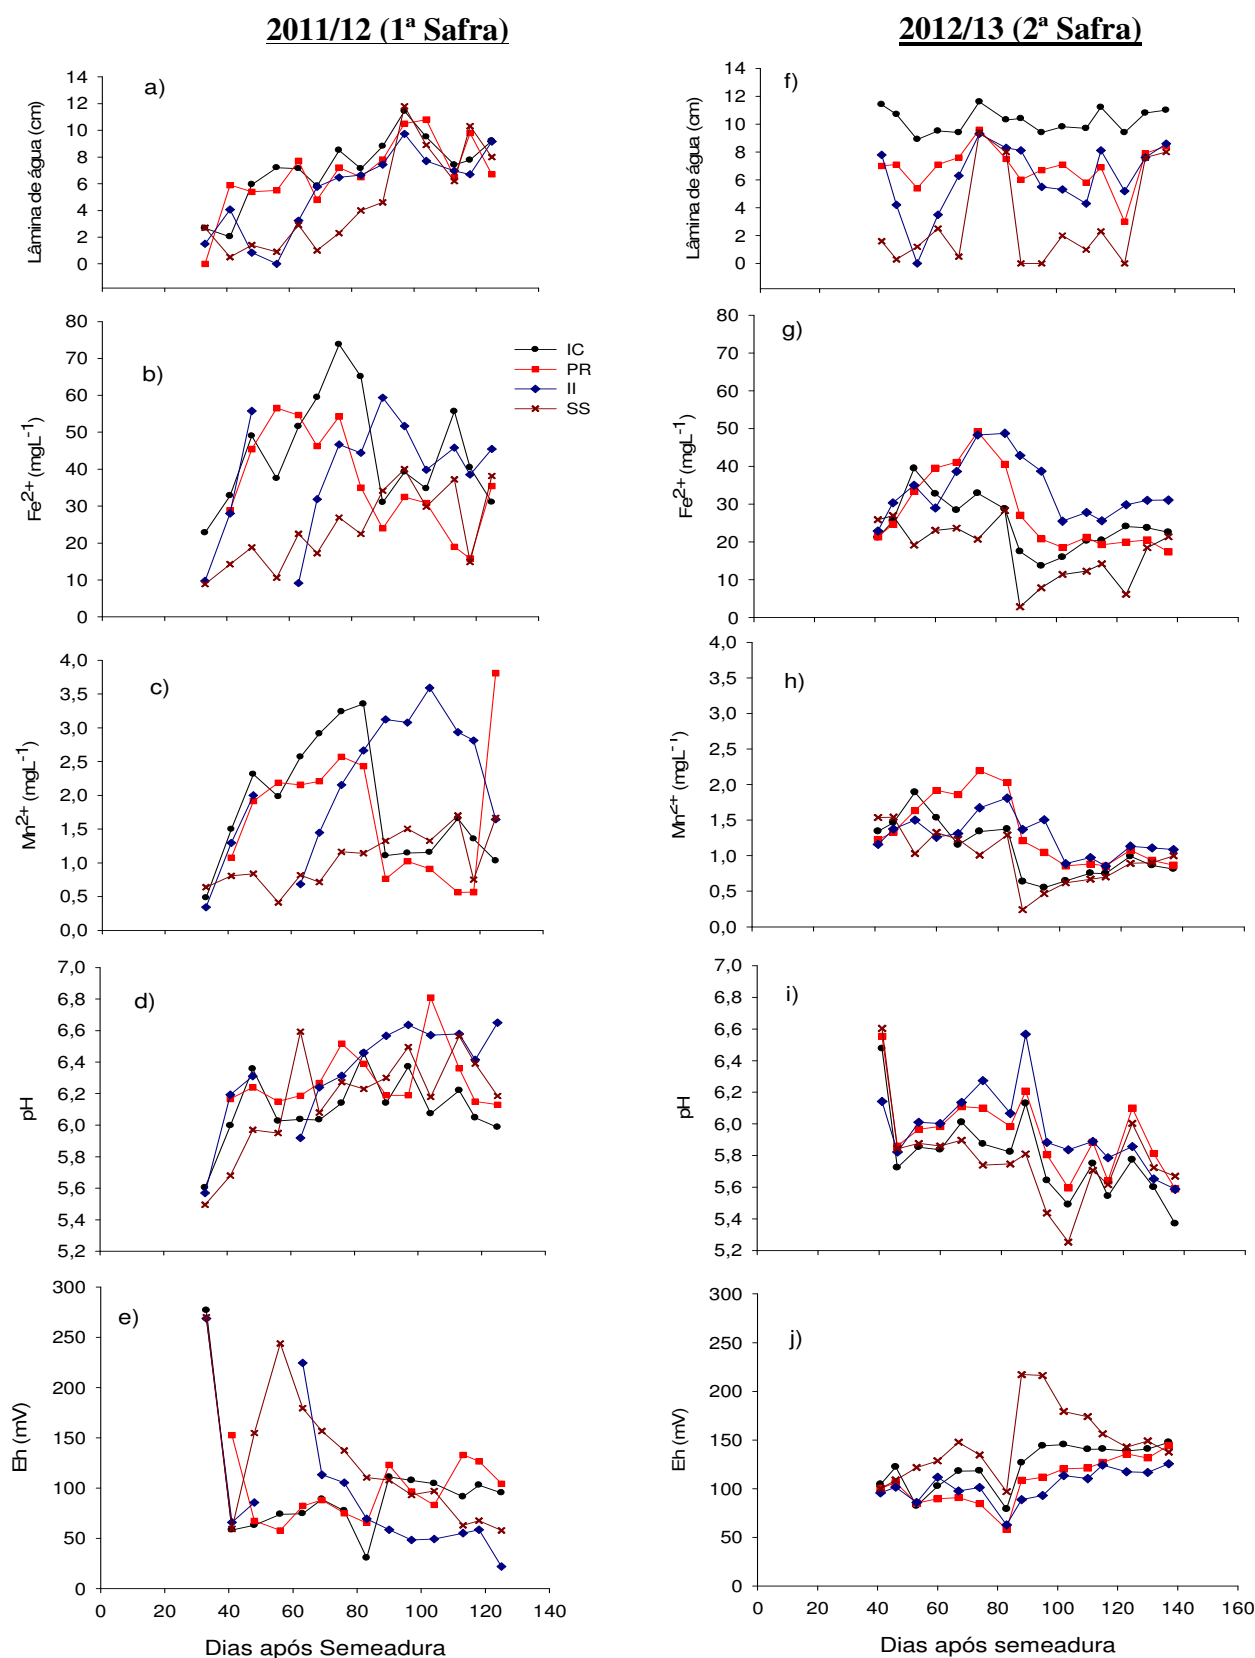 2011/12 (1ª Safra)
2012/13 (2ª Safra)
a)
Lâmina de água (cm)
14
12
10
8
6
4
2
0
f)
Lâmina de água (cm)
14
12
10
8
6
4
2
0
b)
Fe2+ (mgL-1)
80
70
60
50
40
30
20
10
0
IC
PR
II
SS
g)
Fe2+ (mgL-1)
80
70
60
50
40
30
20
10
0
c)
Mn2+ (mgL-1)
4,0
3,5
3,0
2,5
2,0
1,5
1,0
0,5
0,0
h)
Mn2+ (mgL-1)
4,0
3,5
3,0
2,5
2,0
1,5
1,0
0,5
0,0
d)
pH
7,0
6,8
6,6
6,4
6,2
6,0
5,8
5,6
5,4
5,2
i)
pH
7,0
6,8
6,6
6,4
6,2
6,0
5,8
5,6
5,4
5,2
e)
Eh (mV)
300
250
200
150
100
50
0
0 20 40 60 80 100 120 140
Dias após Semeadura
j)
Eh (mV)
300
250
200
150
100
50
0
0 20 40 60 80 100 120 140 160
Dias após semeadura